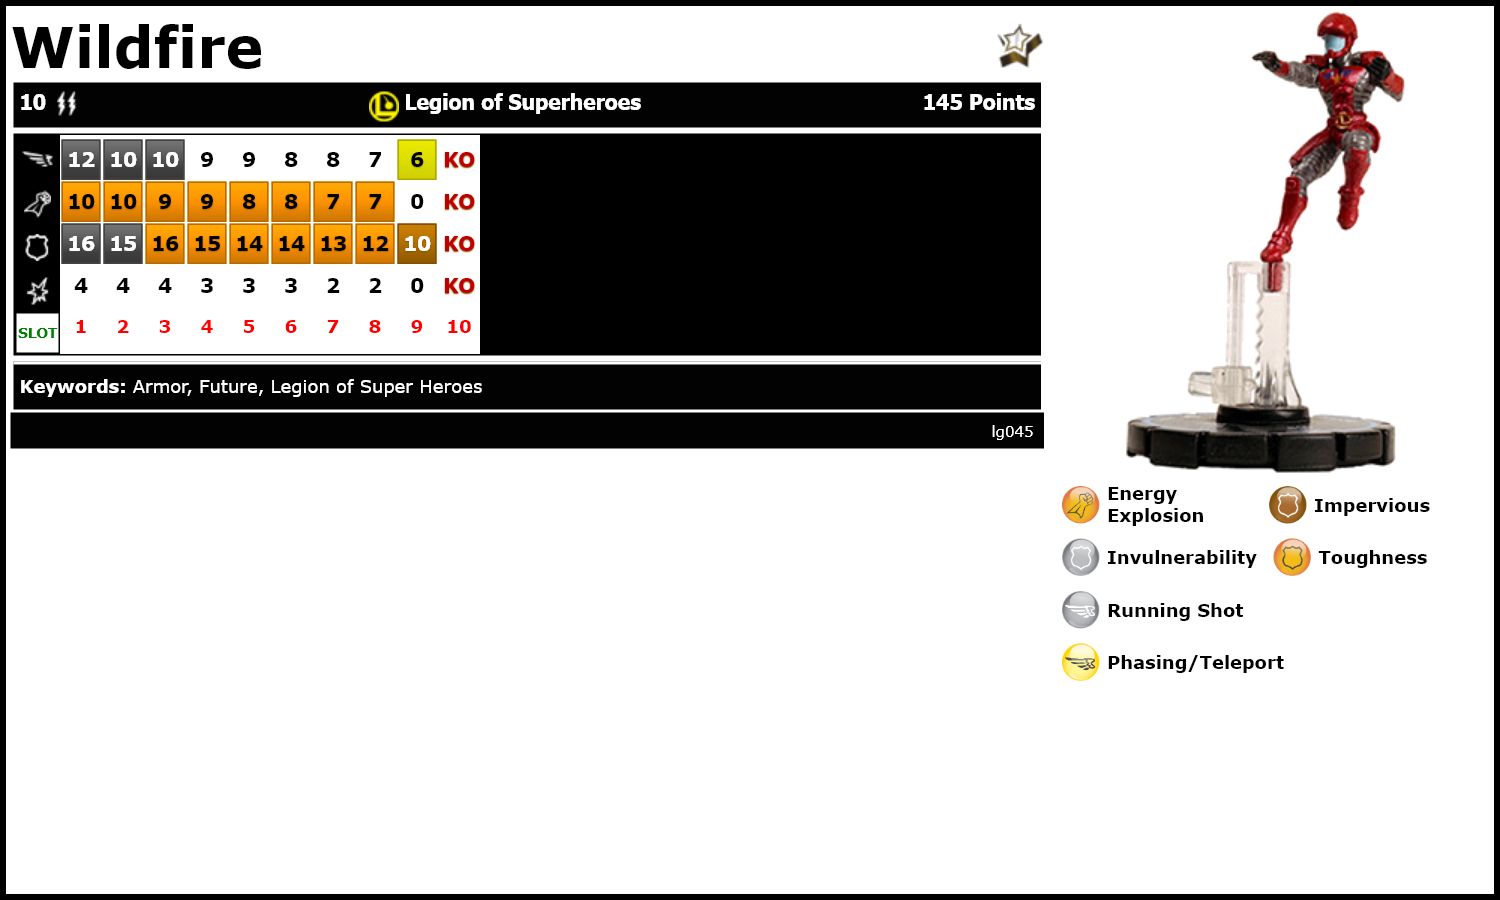 Wildfire
10 Legion of Superheroes 145 Points
12 10 10 9 9 8 8 7 6 KO
10 10 9 9 8 8 7 7 0 KO
16 15 16 15 14 14 13 12 10 KO
4 4 4 3 3 3 2 2 0 KO
SLOT 1 2 3 4 5 6 7 8 9 10
Keywords: Armor, Future, Legion of Super Heroes
lg045
Energy
Explosion
Impervious
Invulnerability
Toughness
Running Shot
Phasing/Teleport